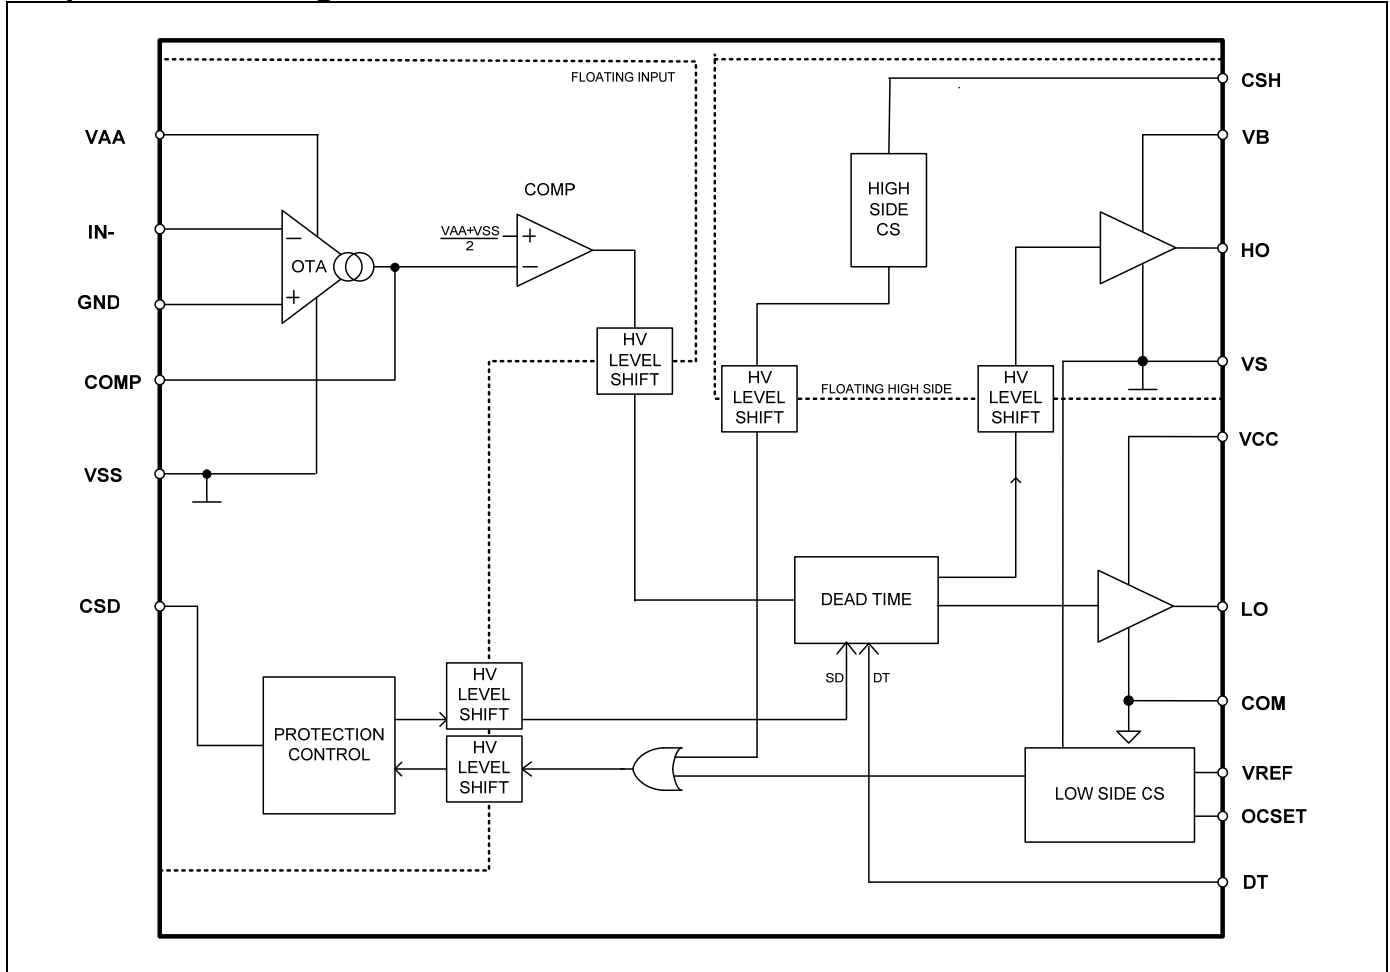 FLOATING INPUT
CSH
VAA
VB
HIGH
SIDE
CS
COMP
IN-
VAA+VSS
2
+
−
−
OTA
+
HO
GND
HV
LEVEL
SHIFT
COMP
HV
LEVEL
SHIFT
FLOATING HIGH SIDE
HV
LEVEL
SHIFT
VS
VCC
VSS
CSD
DEAD TIME
LO
SD
DT
HV
LEVEL
SHIFT
COM
PROTECTION
CONTROL
HV
LEVEL
SHIFT
LOW SIDE CS
VREF
OCSET
DT